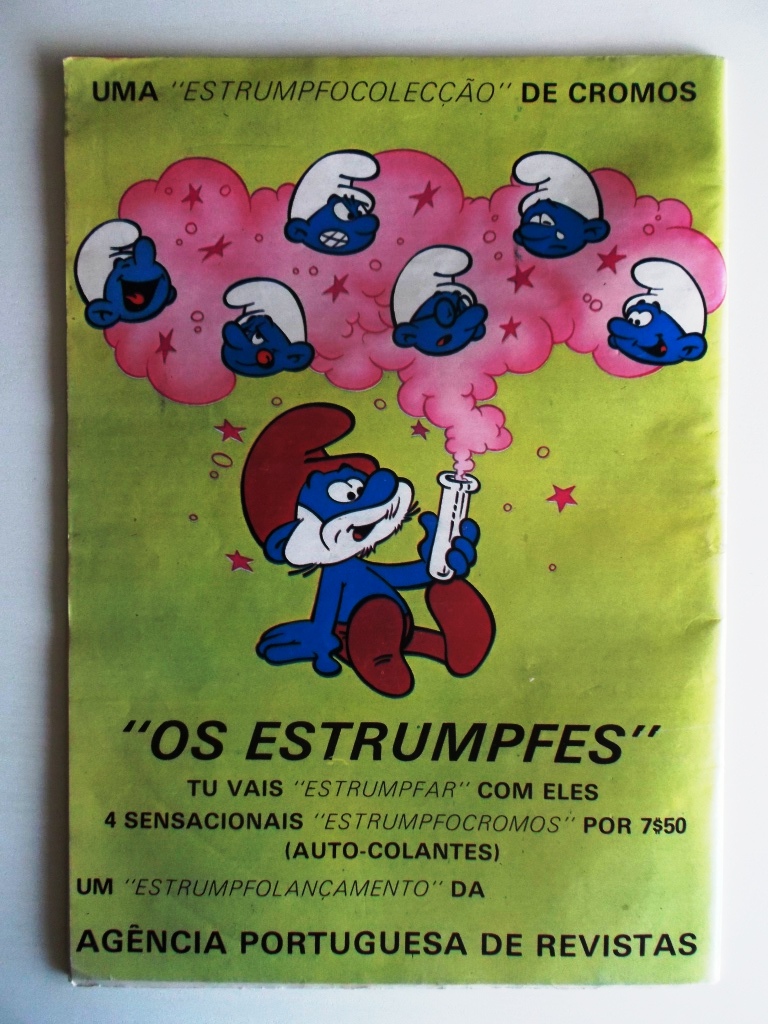 UMA "ESTRUMPFOCOLECÇÃO" DE CROMOS
"OS ESTRUMPFES"
TU VAIS "ESTRUMPFAR" COM ELES
4 SENSACIONAIS "ESTRUMPFOCROMOS" POR 7$50
(AUTO-COLANTES)
UM "ESTRUMPFOLANÇAMENTO" DA
AGÊNCIA PORTUGUESA DE REVISTAS